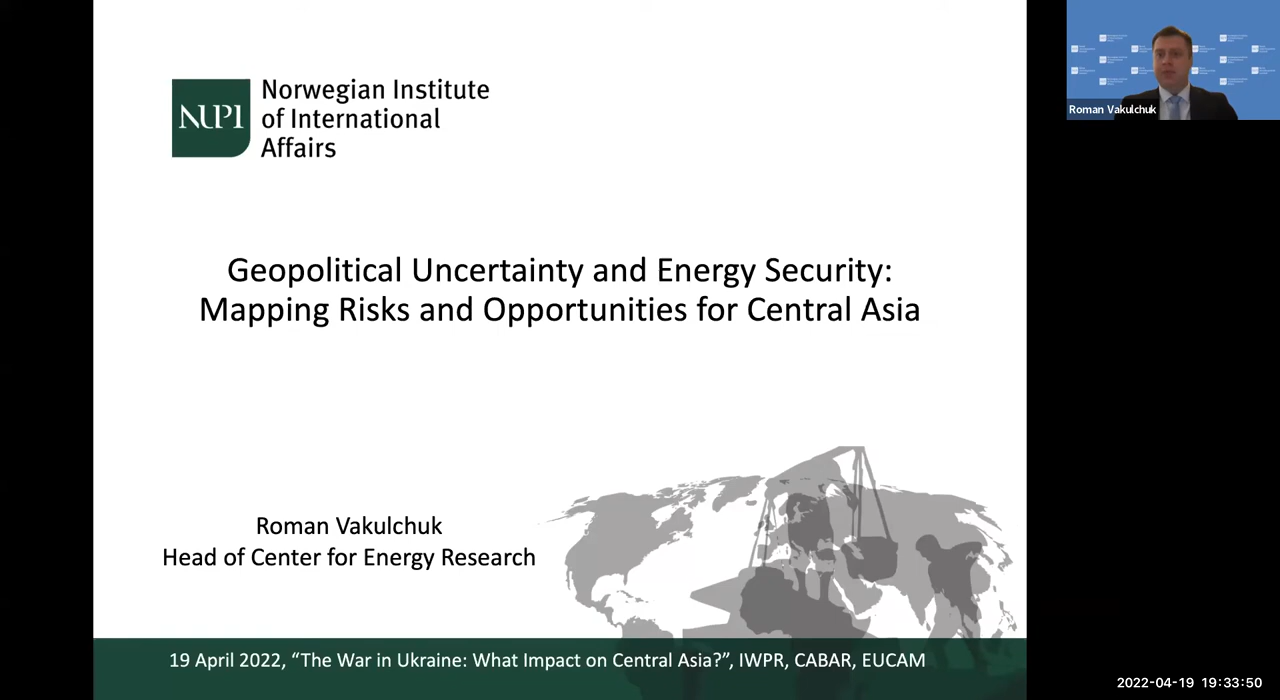 NUPI
Norwegian Institute
of International
Affairs
Geopolitical Uncertainty and Energy Security:
Mapping Risks and Opportunities for Central Asia
Roman Vakulchuk
Head of Center for Energy Research
19 April 2022, “The War in Ukraine: What Impact on Central Asia?”, IWPR, CABAR, EUCAM
Roman Vakulchuk
2022-04-19 19:33:50